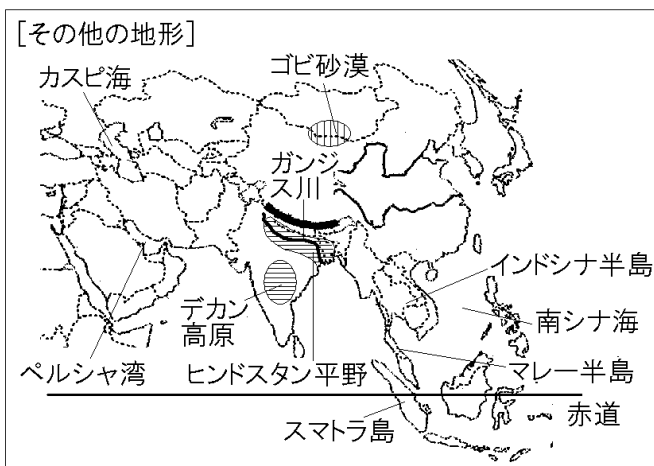 [その他の地形]
カスピ海
ゴビ砂漠
ガンジ
ス川
インドシナ半島
デカン
高原
南シナ海
ペルシャ湾
ヒンドスタン平野
マレー半島
赤道
スマトラ島